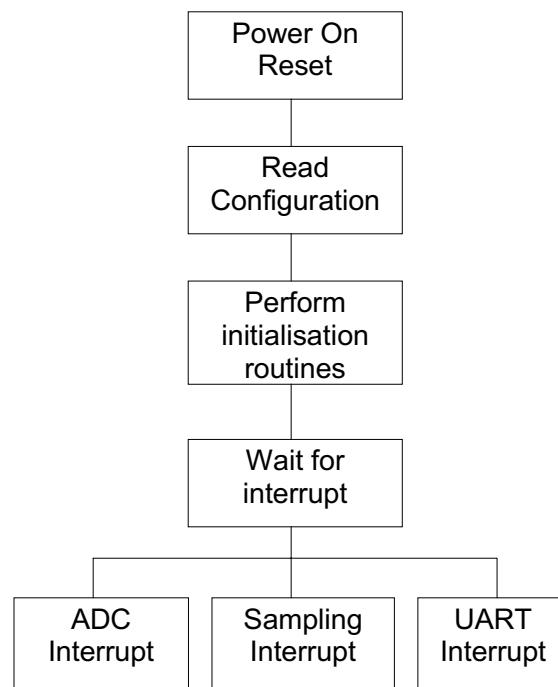 Power On
Reset
Read
Configuration
Perform
initialisation
routines
Wait for
interrupt
ADC
Interrupt
Sampling
Interrupt
UART
Interrupt